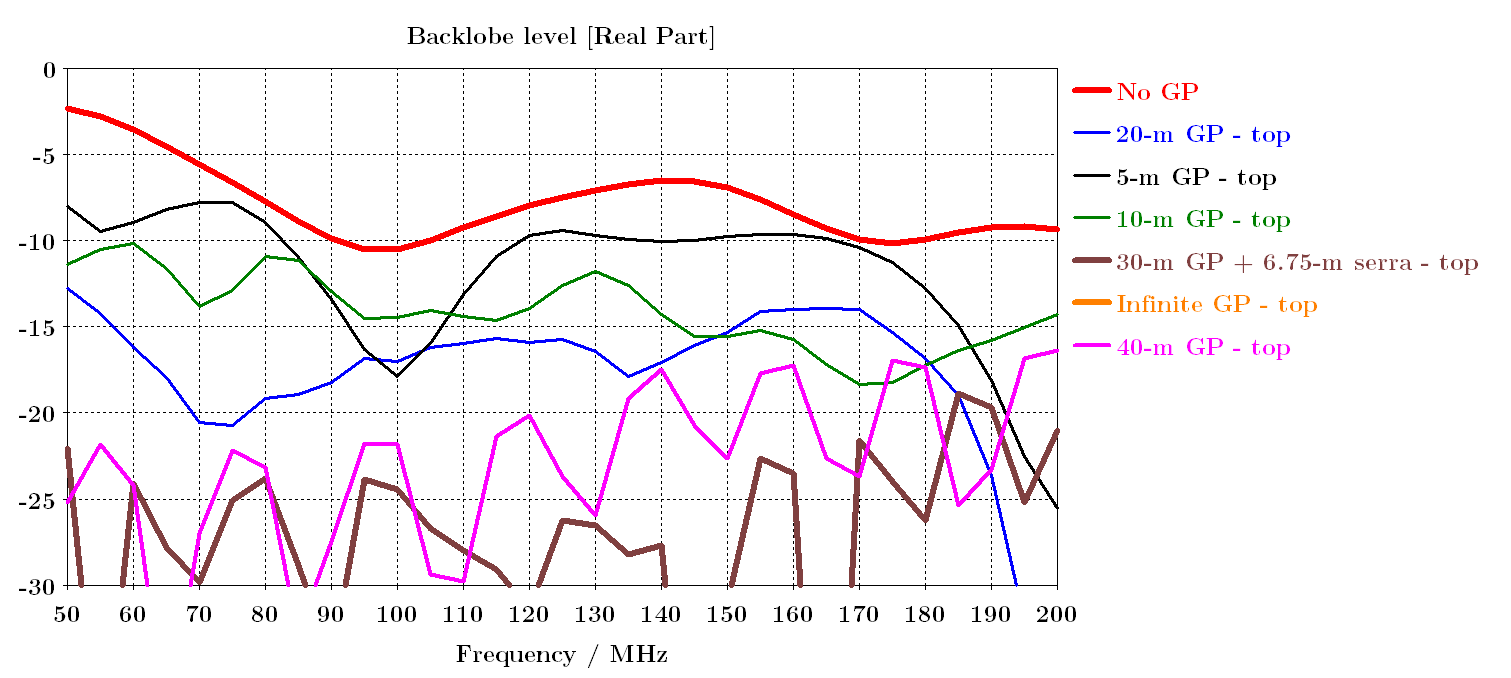 Backlobe level [Real Part]
0
-5
-10
-15
-20
-25
-30
50 60 70 80 90 100 110 120 130 140 150 160 170 180 190 200
Frequency / MHz
No GP
20-m GP - top
5-m GP - top
10-m GP - top
30-m GP + 6.75-m serra - top
Infinite GP - top
40-m GP - top